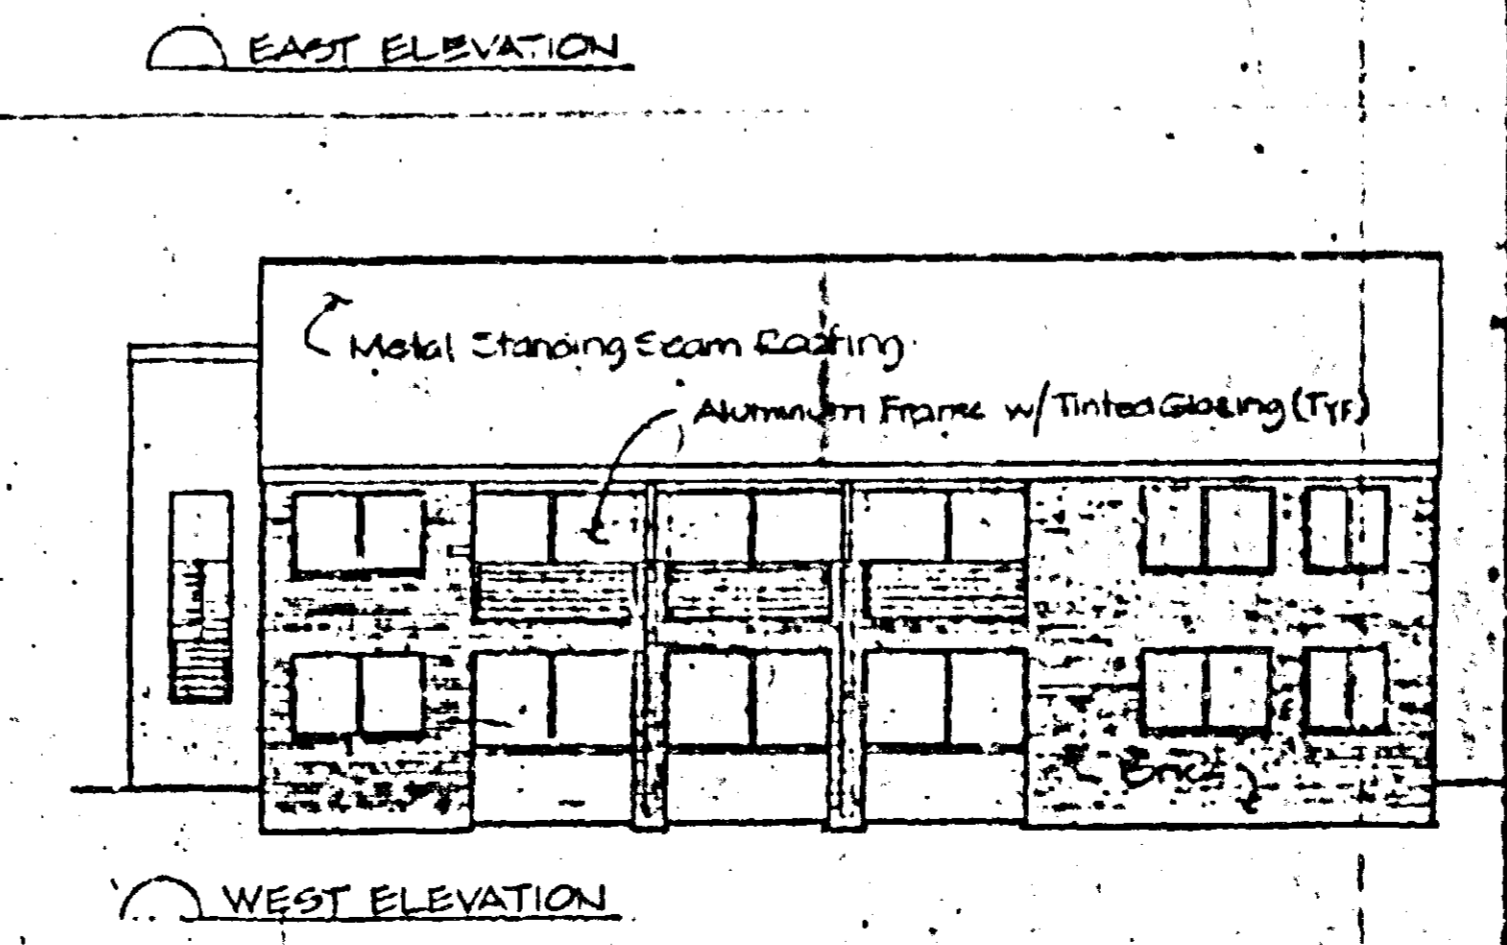 EAST ELEVATION
Metal Standing Seam Roofing
Aluminum Frame w/ Tinted Glazing (Typ)
Brick
WEST ELEVATION